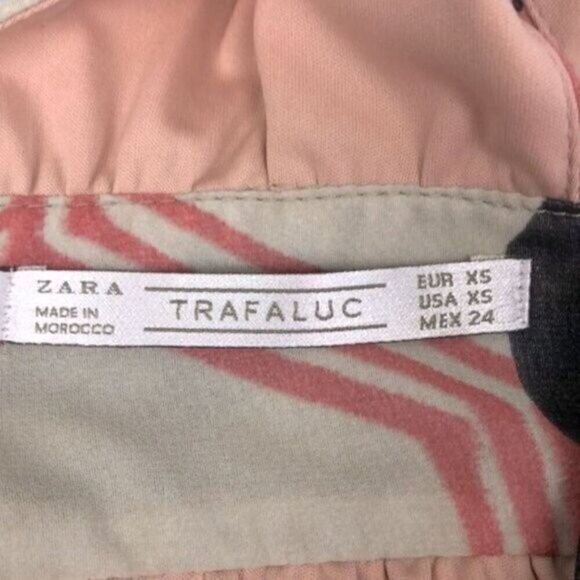 ZARA
MADE IN
MOROCCO
TRAFALUC
EUR XS
USA XS
MEX 24